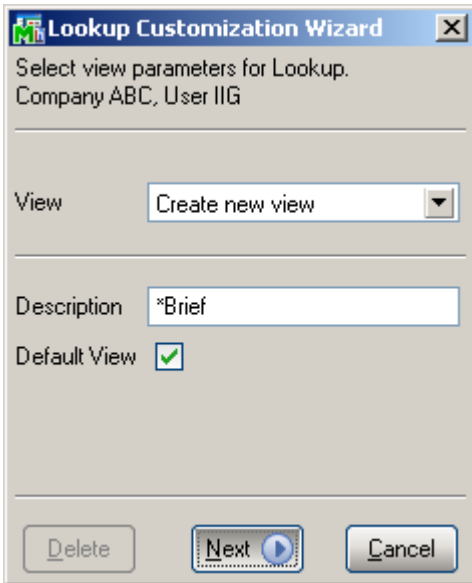 Lookup Customization Wizard
Select view parameters for Lookup.
Company ABC, User IIG
View Create new view
Description *Brief
Default View
Delete Next Cancel